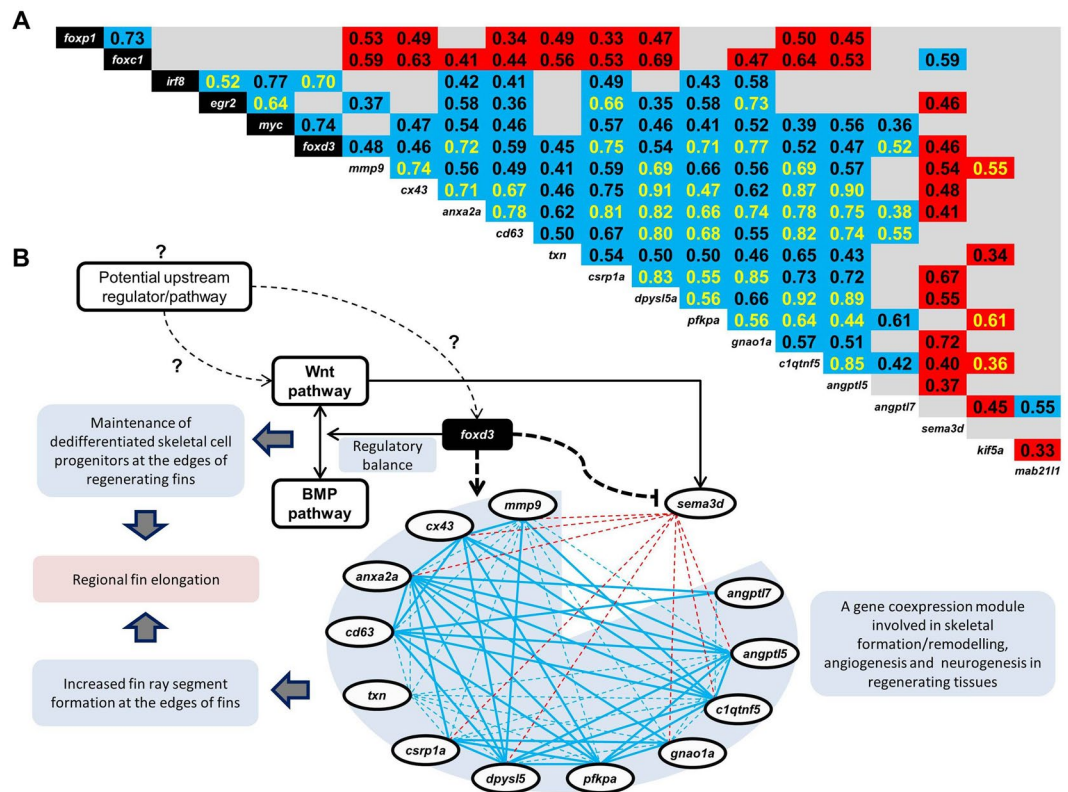 A
foxp1 0.73 0.53 0.49 0.34 0.49 0.33 0.47 0.50 0.45
foxc1 0.59 0.63 0.41 0.44 0.56 0.53 0.69 0.47 0.64 0.53 0.59
irf8 0.52 0.77 0.70 0.42 0.41 0.49 0.43 0.58
egr2 0.64 0.37 0.58 0.36 0.66 0.35 0.58 0.73 0.46
myc 0.74 0.47 0.54 0.46 0.57 0.46 0.41 0.52 0.39 0.56 0.36
foxd3 0.48 0.46 0.72 0.59 0.45 0.75 0.54 0.71 0.77 0.52 0.47 0.52 0.46
mmp9 0.74 0.56 0.49 0.41 0.59 0.69 0.66 0.56 0.69 0.57 0.54 0.55
cx43 0.71 0.67 0.46 0.75 0.91 0.47 0.62 0.87 0.90 0.48
anxa2a 0.78 0.62 0.81 0.82 0.66 0.74 0.78 0.75 0.38 0.41
cd63 0.50 0.67 0.80 0.68 0.55 0.82 0.74 0.55
txn 0.54 0.50 0.50 0.46 0.65 0.43 0.34
csrp1a 0.83 0.55 0.85 0.73 0.72 0.67
dpysl5a 0.56 0.66 0.92 0.89 0.55
pfkpa 0.56 0.64 0.44 0.61 0.61
gnao1a 0.57 0.51 0.72
c1qtnf5 0.85 0.42 0.40 0.36
angptl5 0.37
angptl7 0.45 0.55
sema3d
kif5a 0.33
mab21l1
B
?
Potential upstream
regulator/pathway
?
?
Wnt
pathway
foxd3
Regulatory
balance
BMP
pathway
Maintenance of
dedifferentiated skeletal cell
progenitors at the edges of
regenerating fins
Regional fin elongation
Increased fin ray segment
formation at the edges of fins
mmp9
sema3d
cx43
anxa2a
angptl7
cd63
angptl5
txn
c1qtnf5
csrp1a
gnao1a
dpysl5
pfkpa
A gene coexpression module
involved in skeletal
formation/remodelling,
angiogenesis and neurogenesis in
regenerating tissues